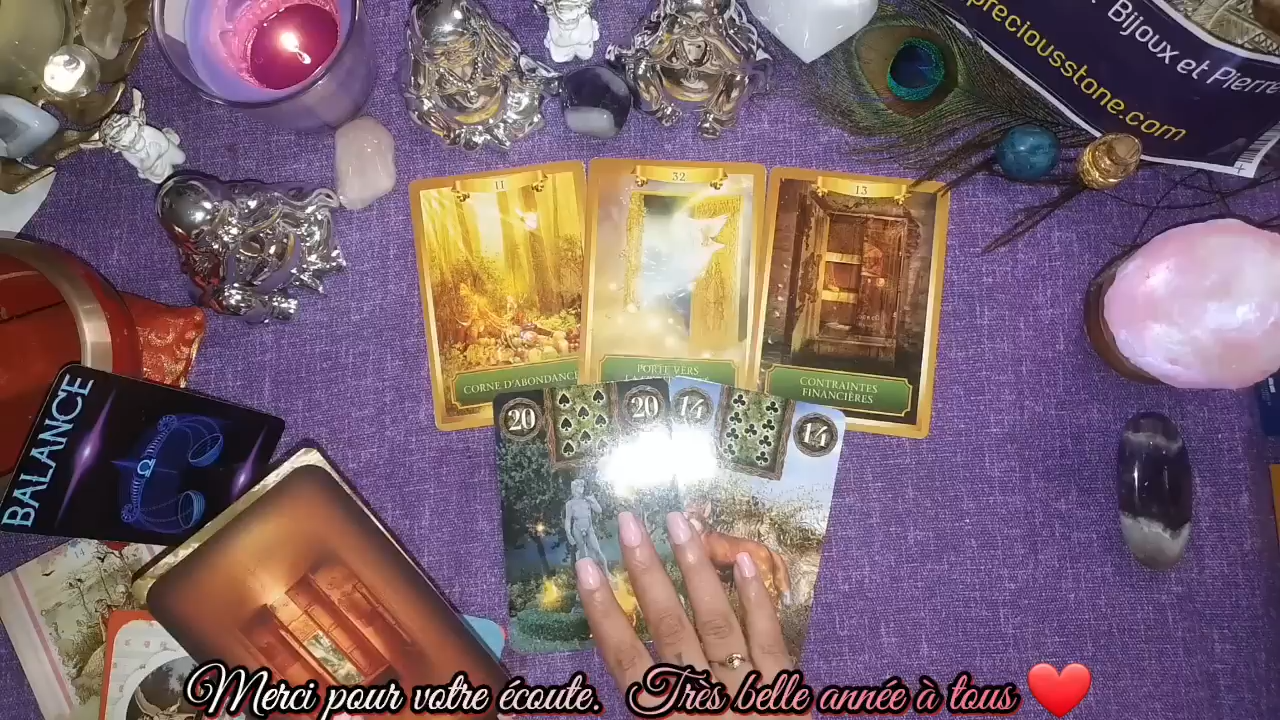 Bijoux et Pierre
preciousstone.com
11
32
13
CORNE D'ABONDANCE
PORTE VERS
CONTRAINTES
FINANCIÈRES
20
20
14
14
BALANCE
Merci pour votre écoute. Très belle année à tous ❤️